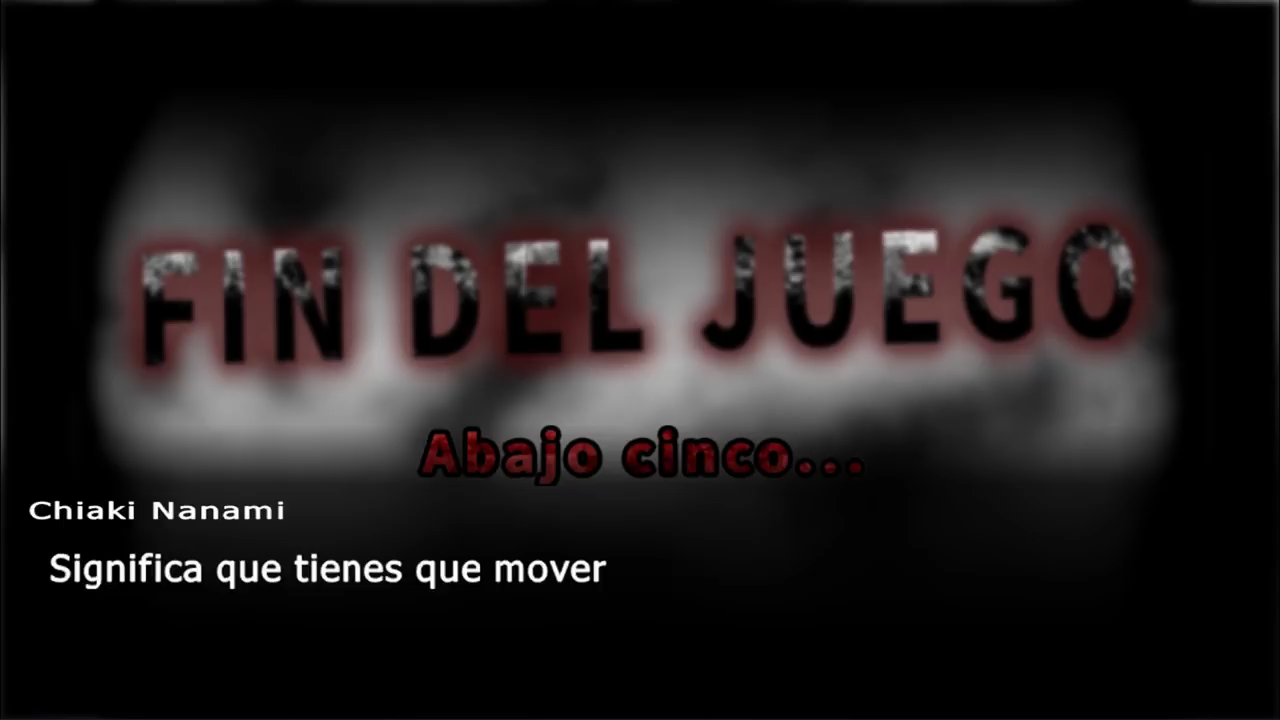 FIN DEL JUEGO
Abajo cinco...
Chiaki Nanami
Significa que tienes que mover